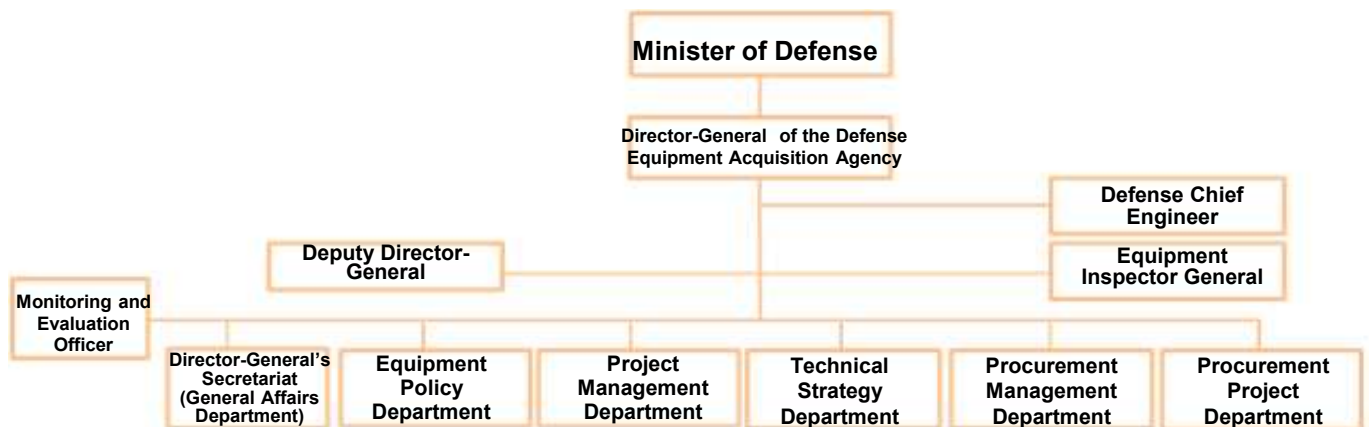 Minister of Defense
Director-General of the Defense
Equipment Acquisition Agency
Defense Chief
Engineer
Deputy Director-
General
Equipment
Inspector General
Monitoring and
Evaluation
Officer
Director-General’s
Secretariat
(General Affairs
Department)
Equipment
Policy
Department
Project
Management
Department
Technical
Strategy
Department
Procurement
Management
Department
Procurement
Project
Department